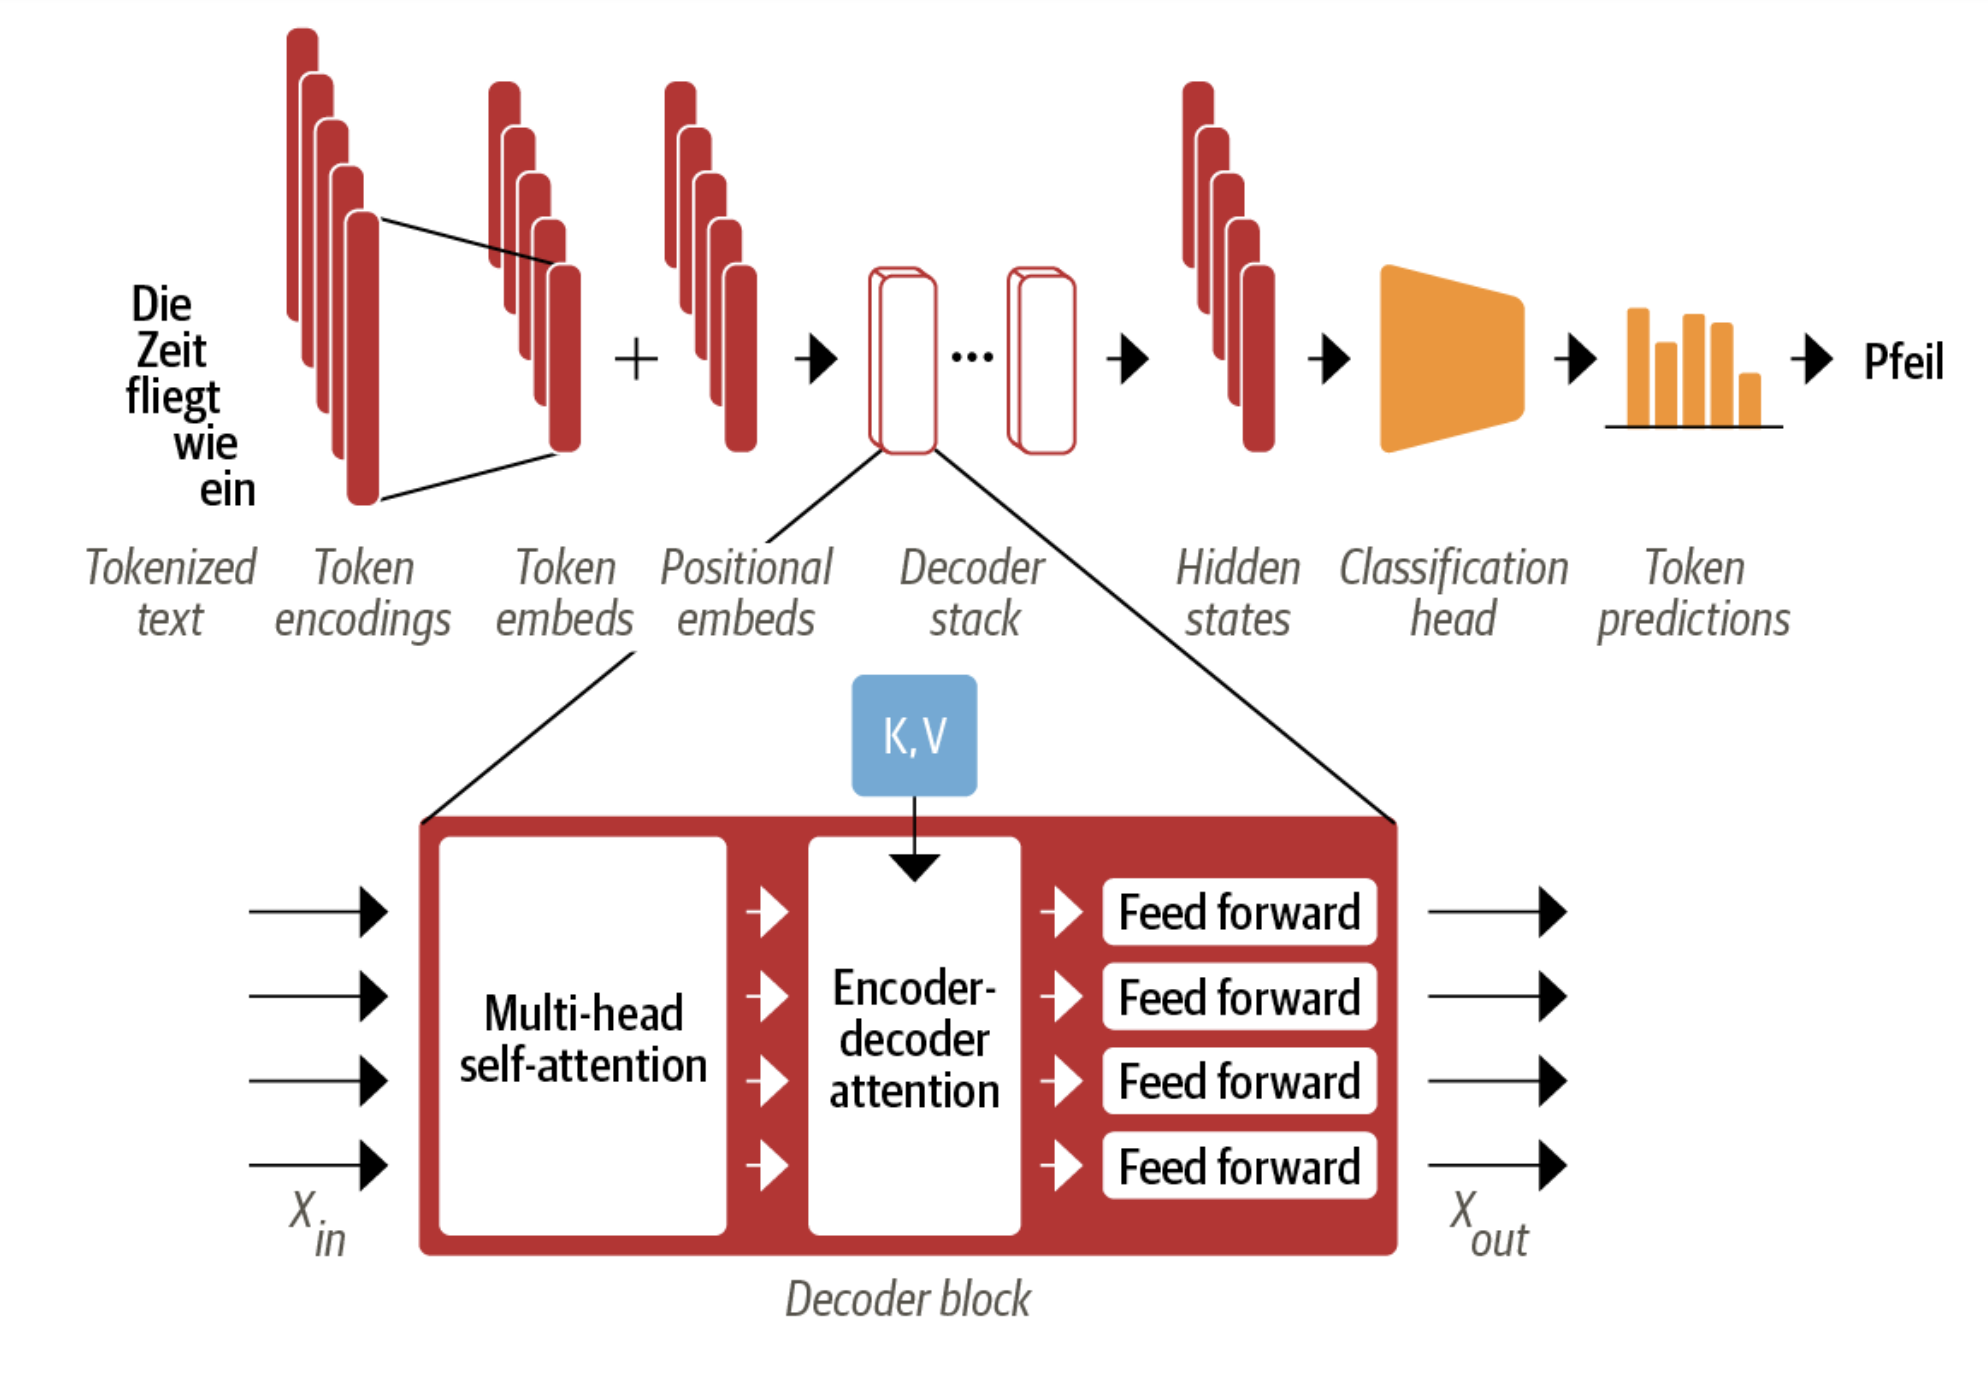 Die
Zeit
fliegt
wie
ein
Pfeil
Tokenized
text
Token
encodings
Token
embeds
Positional
embeds
Decoder
stack
Hidden
states
Classification
head
Token
predictions
K, V
Multi-head
self-attention
Encoder-
decoder
attention
Feed forward
Feed forward
Feed forward
Feed forward
X in
X out
Decoder block